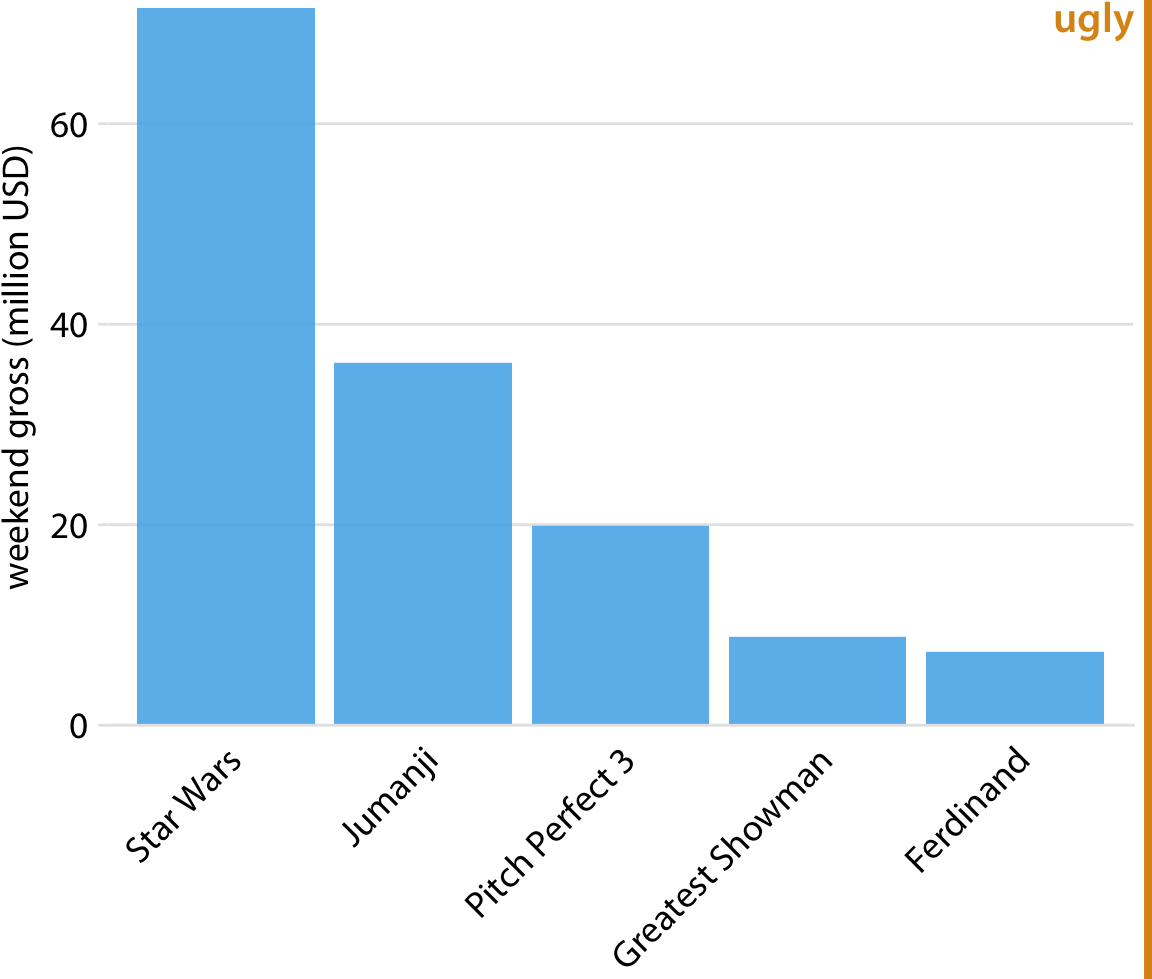 ugly
weekend gross (million USD)
60
40
20
0
Star Wars
Jumanji
Pitch Perfect 3
Greatest Showman
Ferdinand